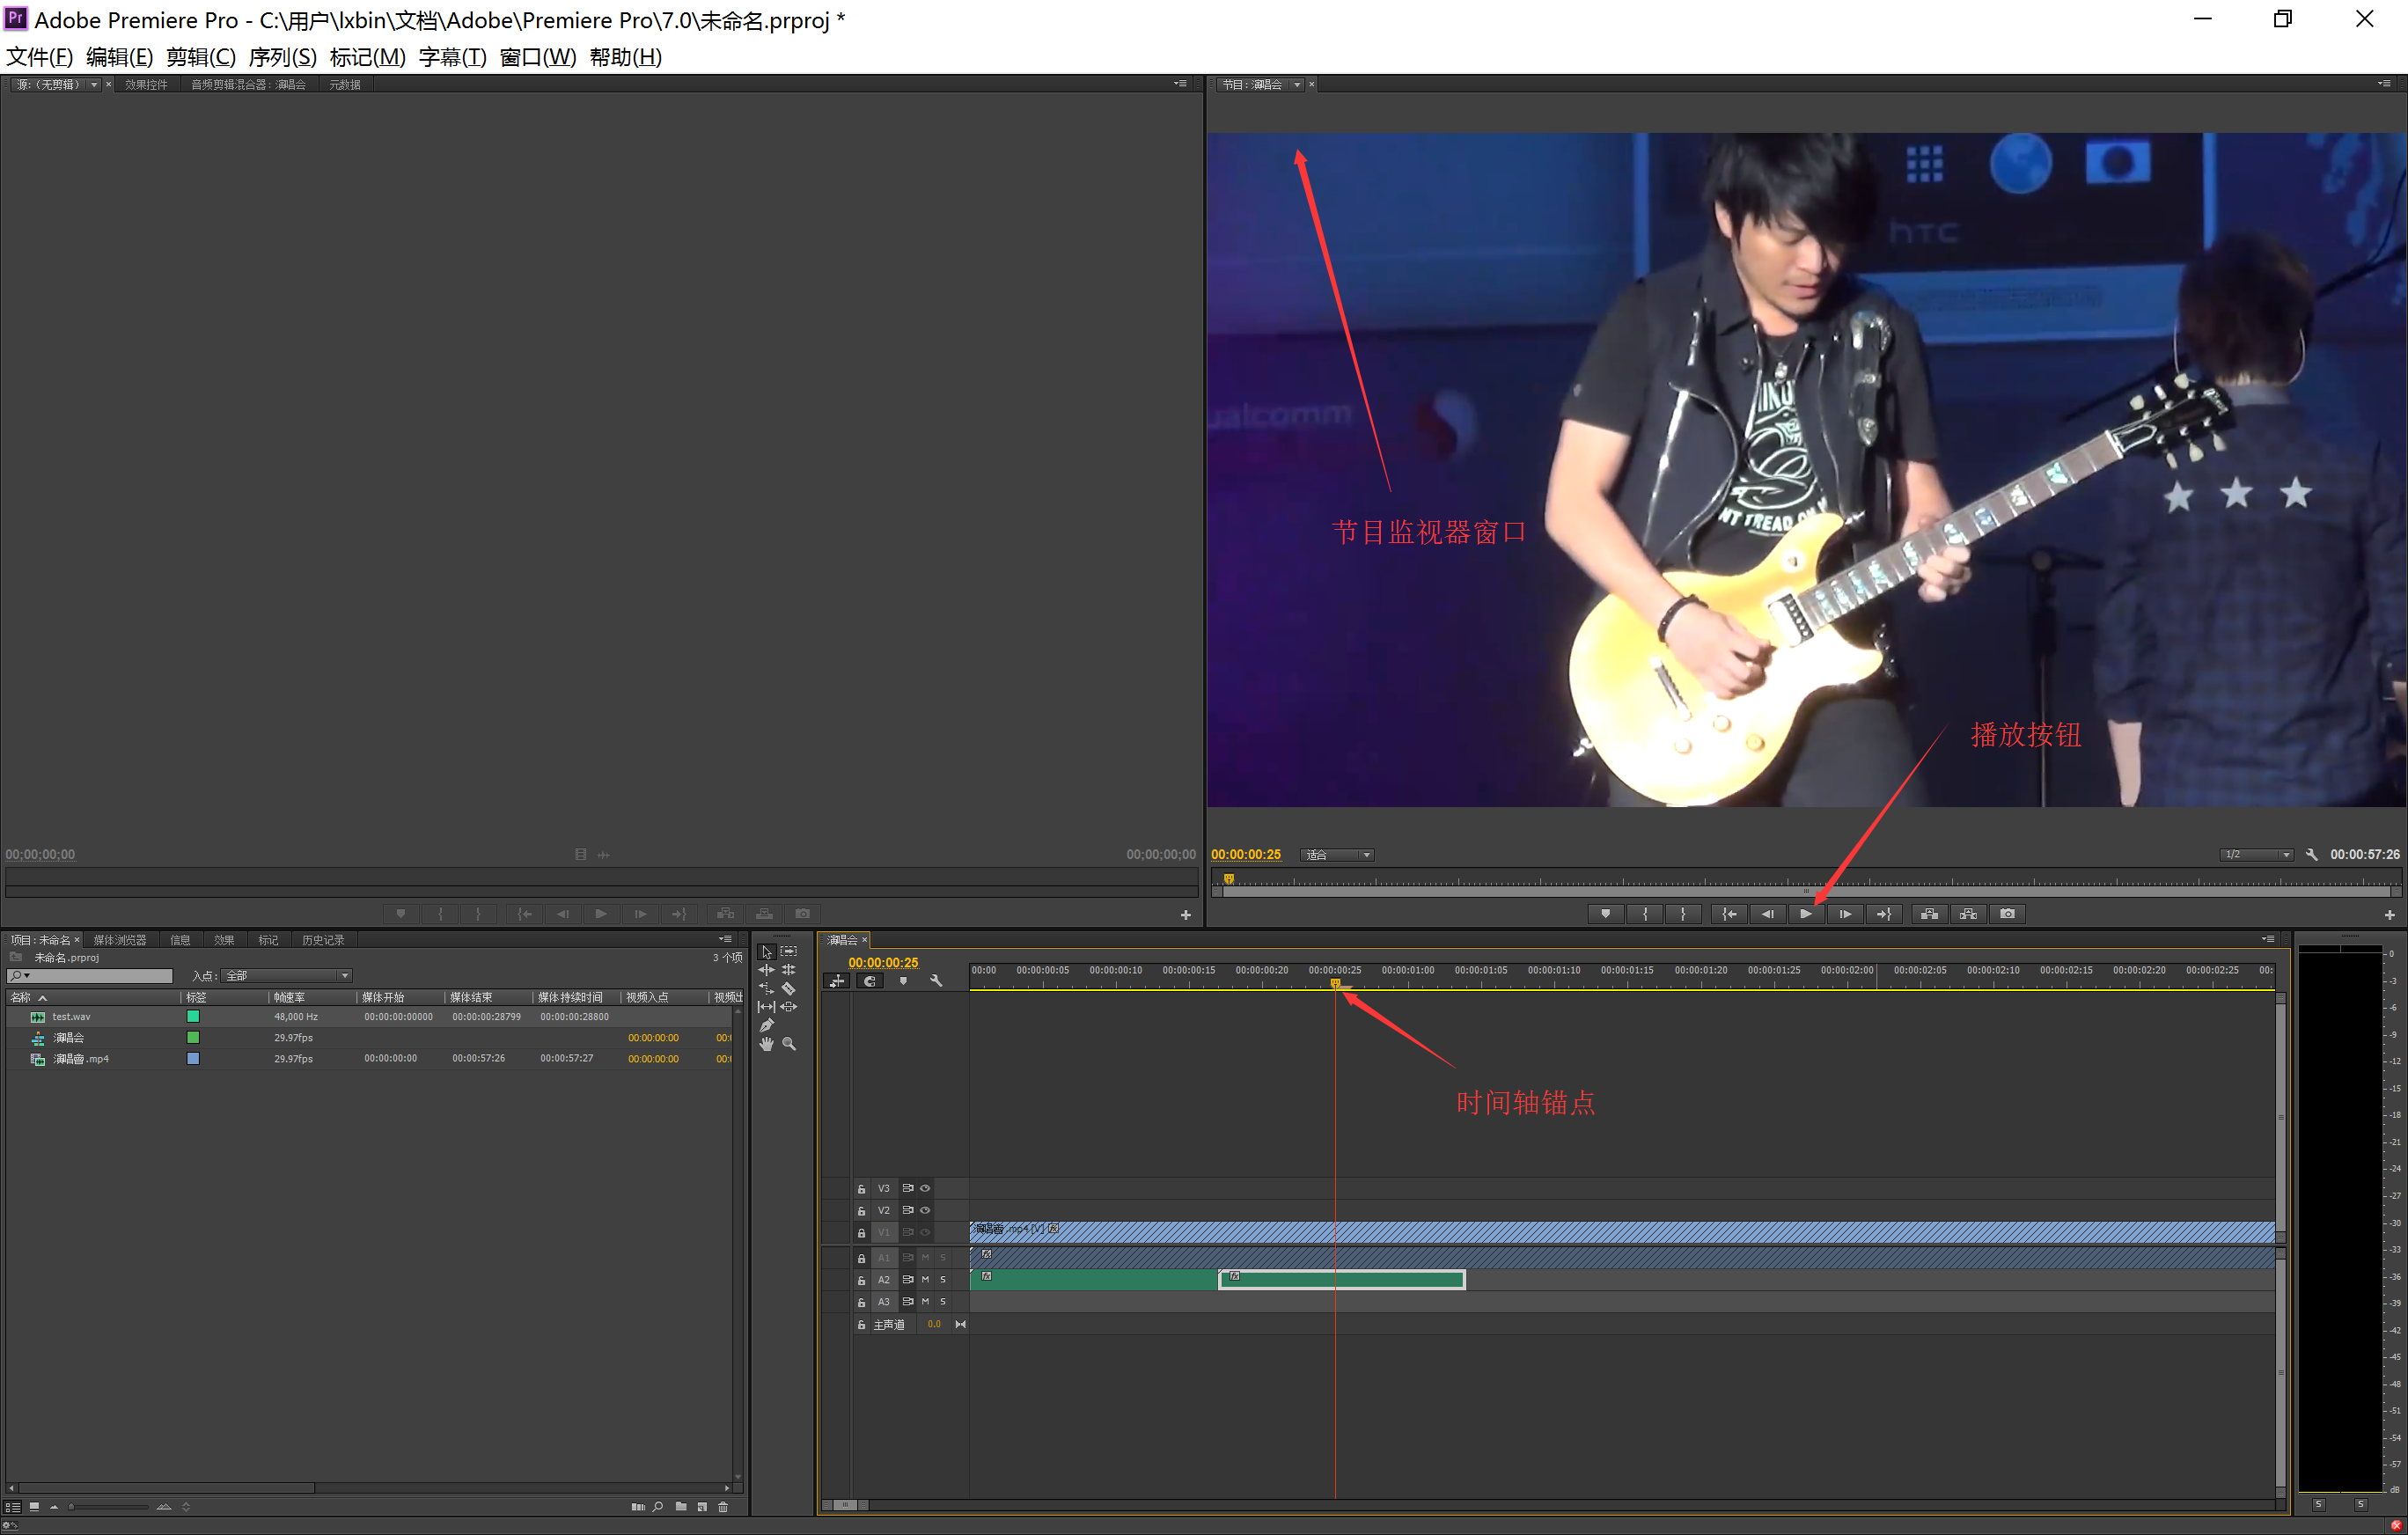 Adobe Premiere Pro - C:\用户\lxbin\文档\Adobe\Premiere Pro\7.0\未命名.prproj *
文件(F) 编辑(E) 剪辑(C) 序列(S) 标记(M) 字幕(T) 窗口(W) 帮助(H)
源:（无剪辑） 效果控件 音频剪辑混合器:演唱会 元数据
节目:演唱会
hTC
ualcomm
NT TREAD ON
节目监视器窗口
播放按钮
00;00;00;00
00;00;00;00
00:00:00:25 适合 1/2 00:00:57:26
项目:未命名 媒体浏览器 信息 效果 标记 历史记录
未命名.prproj 3 个项
入点: 全部
名称 标签 帧速率 媒体开始 媒体结束 媒体持续时间 视频入点 视频出
test.wav 48,000 Hz 00:00:00:00000 00:00:00:28799 00:00:00:28800
演唱会 29.97fps 00:00:00:00 00:
演唱會.mp4 29.97fps 00:00:00:00 00:00:57:26 00:00:57:27 00:00:00:00 00:
演唱会
00:00:00:25
00:00 00:00:00:05 00:00:00:10 00:00:00:15 00:00:00:20 00:00:00:25 00:00:01:00 00:00:01:05 00:00:01:10 00:00:01:15 00:00:01:20 00:00:01:25 00:00:02:00 00:00:02:05 00:00:02:10 00:00:02:15 00:00:02:20 00:00:02:25 00:
时间轴锚点
V3
V2
V1 演唱會.mp4 [V] fx
A1 M S fx
A2 M S fx fx
A3 M S
主声道 0.0
0
-3
-6
-9
-12
-15
-18
-21
-24
-27
-30
-33
-36
-39
-42
-45
-48
-51
-54
-57
dB
S S